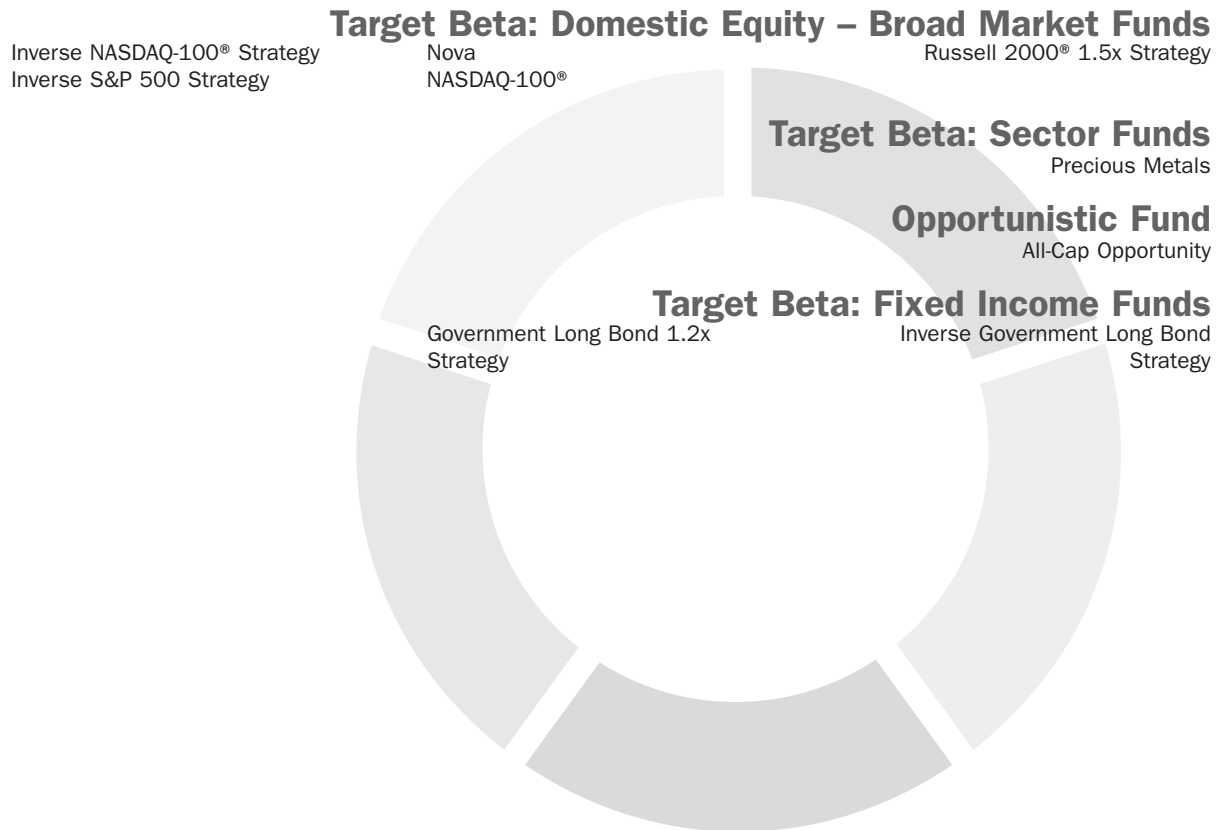 Target Beta: Domestic Equity – Broad Market Funds
Inverse NASDAQ-100® Strategy
Inverse S&P 500 Strategy
Nova
NASDAQ-100®
Russell 2000® 1.5x Strategy
Target Beta: Sector Funds
Precious Metals
Opportunistic Fund
All-Cap Opportunity
Target Beta: Fixed Income Funds
Government Long Bond 1.2x
Strategy
Inverse Government Long Bond
Strategy